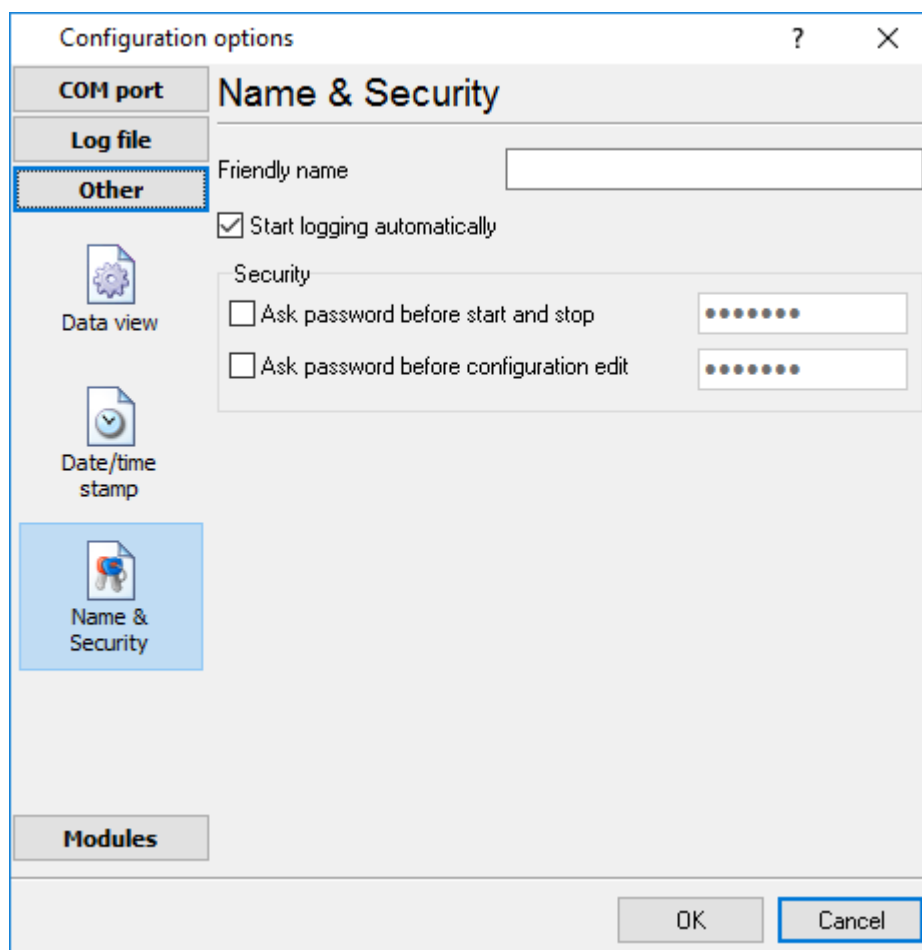 Configuration options
?
COM port
Log file
Other
Data view
Date/time
stamp
Name &
Security
Modules
Name & Security
Friendly name
Start logging automatically
Security
Ask password before start and stop
•••••••
Ask password before configuration edit
•••••••
OK
Cancel